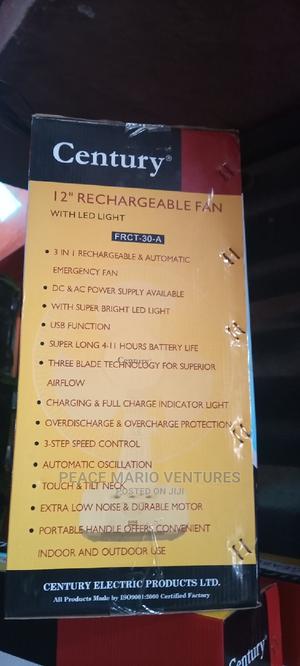 Century®
12" RECHARGEABLE FAN
WITH LED LIGHT
FRCT-30-A
• 3 IN 1 RECHARGEABLE & AUTOMATIC
EMERGENCY FAN
• DC & AC POWER SUPPLY AVAILABLE
• WITH SUPER BRIGHT LED LIGHT
• USB FUNCTION
• SUPER LONG 4-11 HOURS BATTERY LIFE
Century
• THREE BLADE TECHNOLOGY FOR SUPERIOR
AIRFLOW
• CHARGING & FULL CHARGE INDICATOR LIGHT
• OVERDISCHARGE & OVERCHARGE PROTECTION
• 3-STEP SPEED CONTROL
• AUTOMATIC OSCILLATION
PEACE MARIO VENTURES
• TOUCH & TILT NECK
POSTED ON JIJI
• EXTRA LOW NOISE & DURABLE MOTOR
• PORTABLE HANDLE OFFERS CONVENIENT
INDOOR AND OUTDOOR USE
CENTURY ELECTRIC PRODUCTS LTD.
All Products Made by ISO9001:2000 Certified Factory
Century